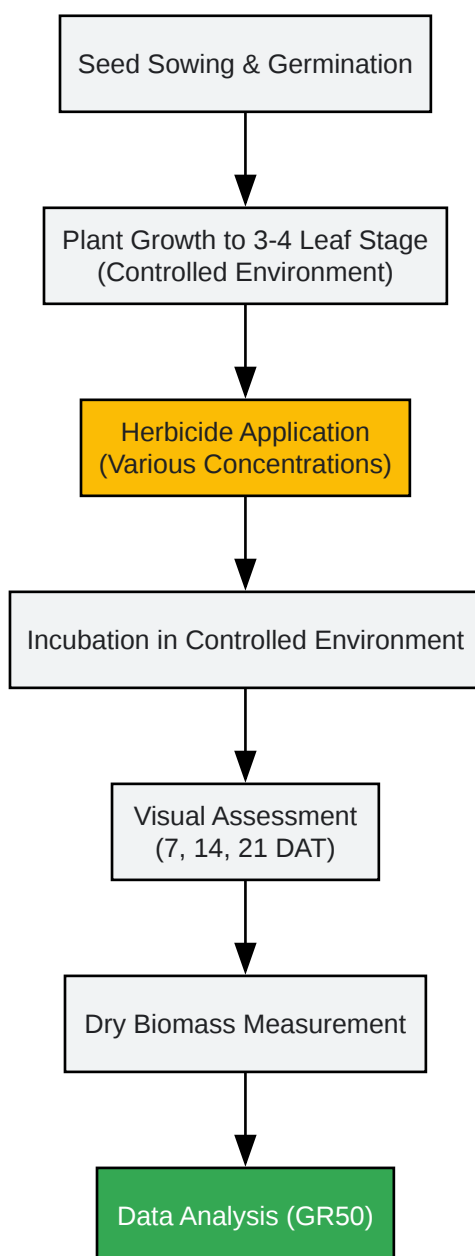 Seed Sowing & Germination
Plant Growth to 3-4 Leaf Stage
(Controlled Environment)
Herbicide Application
(Various Concentrations)
Incubation in Controlled Environment
Visual Assessment
(7, 14, 21 DAT)
Dry Biomass Measurement
Data Analysis (GR50)